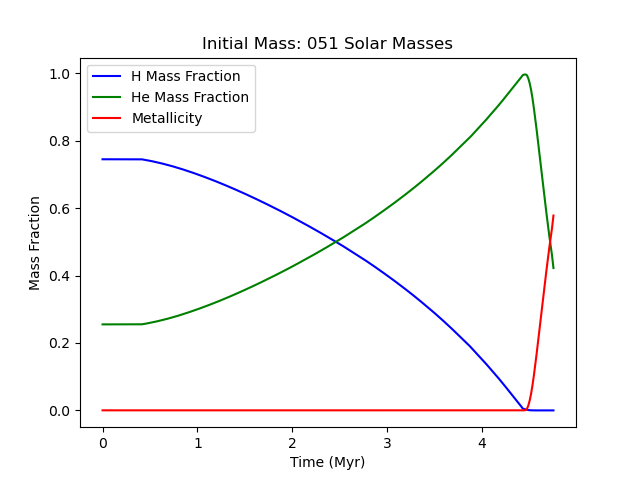 Initial Mass: 051 Solar Masses
H Mass Fraction
He Mass Fraction
Metallicity
1.0
0.8
0.6
0.4
0.2
0.0
Mass Fraction
0 1 2 3 4
Time (Myr)